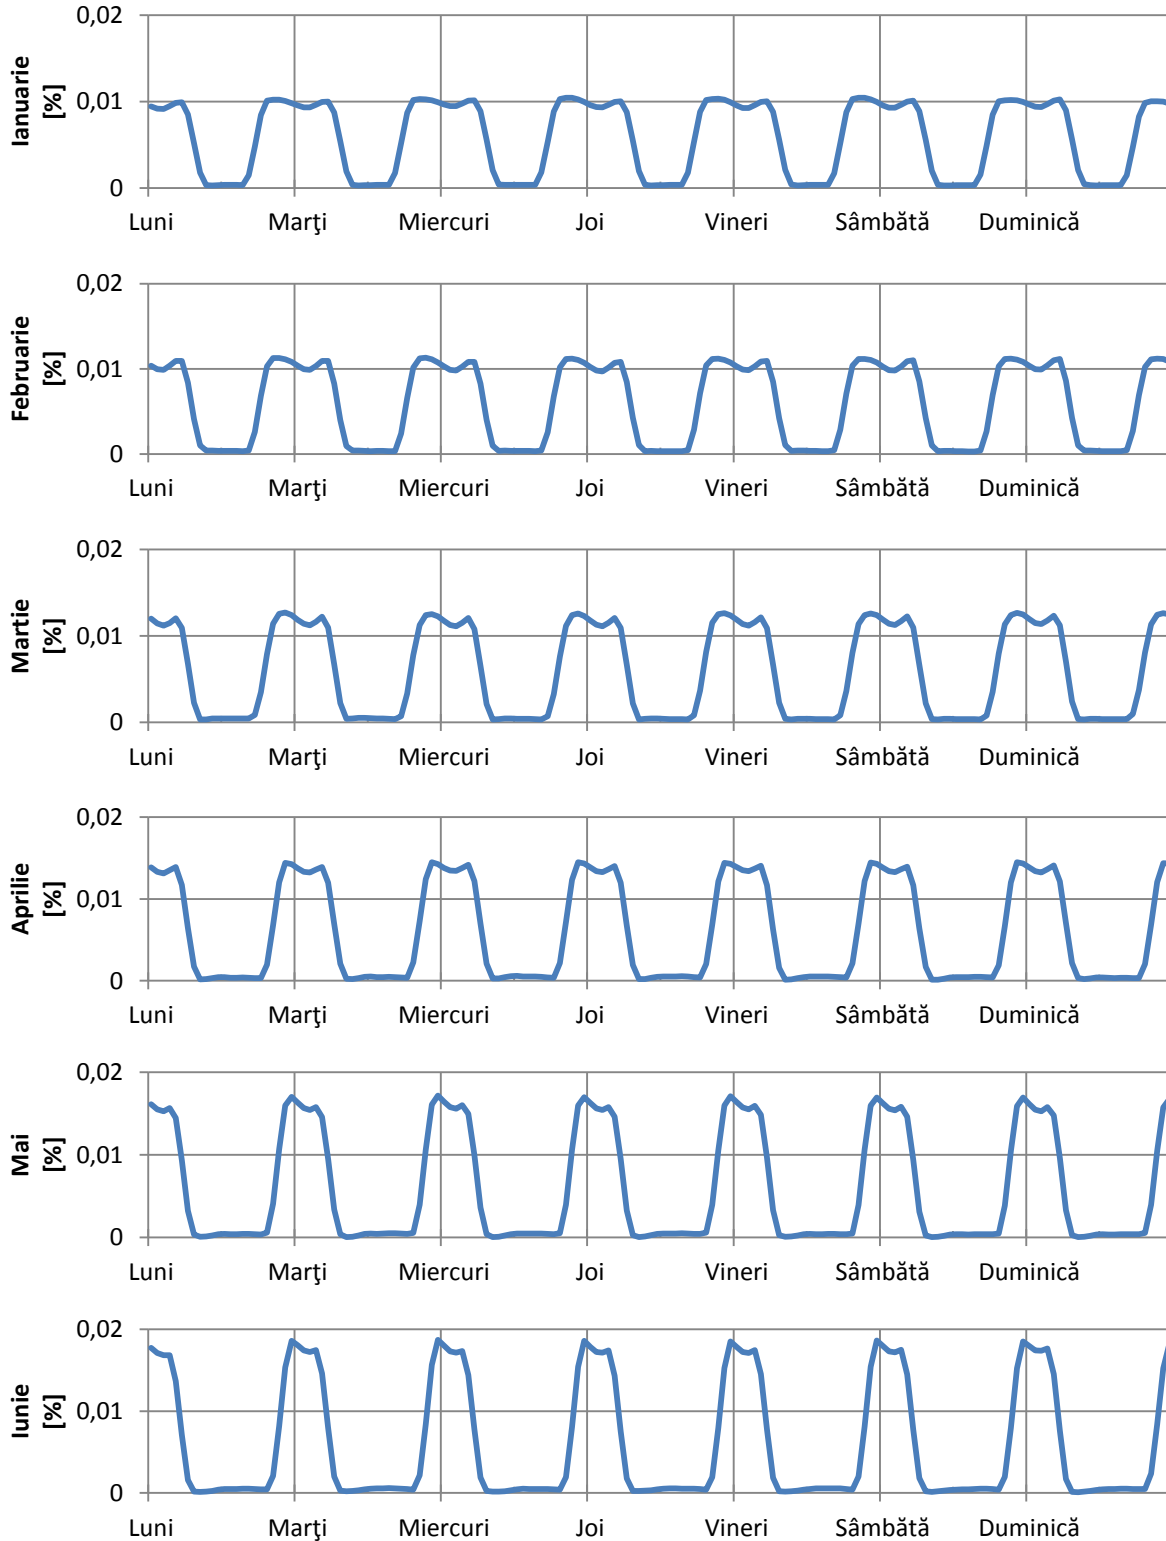 Ianuarie
[%]
0,02
0,01
0
Luni Marţi Miercuri Joi Vineri Sâmbătă Duminică
Februarie
[%]
0,02
0,01
0
Luni Marţi Miercuri Joi Vineri Sâmbătă Duminică
Martie
[%]
0,02
0,01
0
Luni Marţi Miercuri Joi Vineri Sâmbătă Duminică
Aprilie
[%]
0,02
0,01
0
Luni Marţi Miercuri Joi Vineri Sâmbătă Duminică
Mai
[%]
0,02
0,01
0
Luni Marţi Miercuri Joi Vineri Sâmbătă Duminică
Iunie
[%]
0,02
0,01
0
Luni Marţi Miercuri Joi Vineri Sâmbătă Duminică